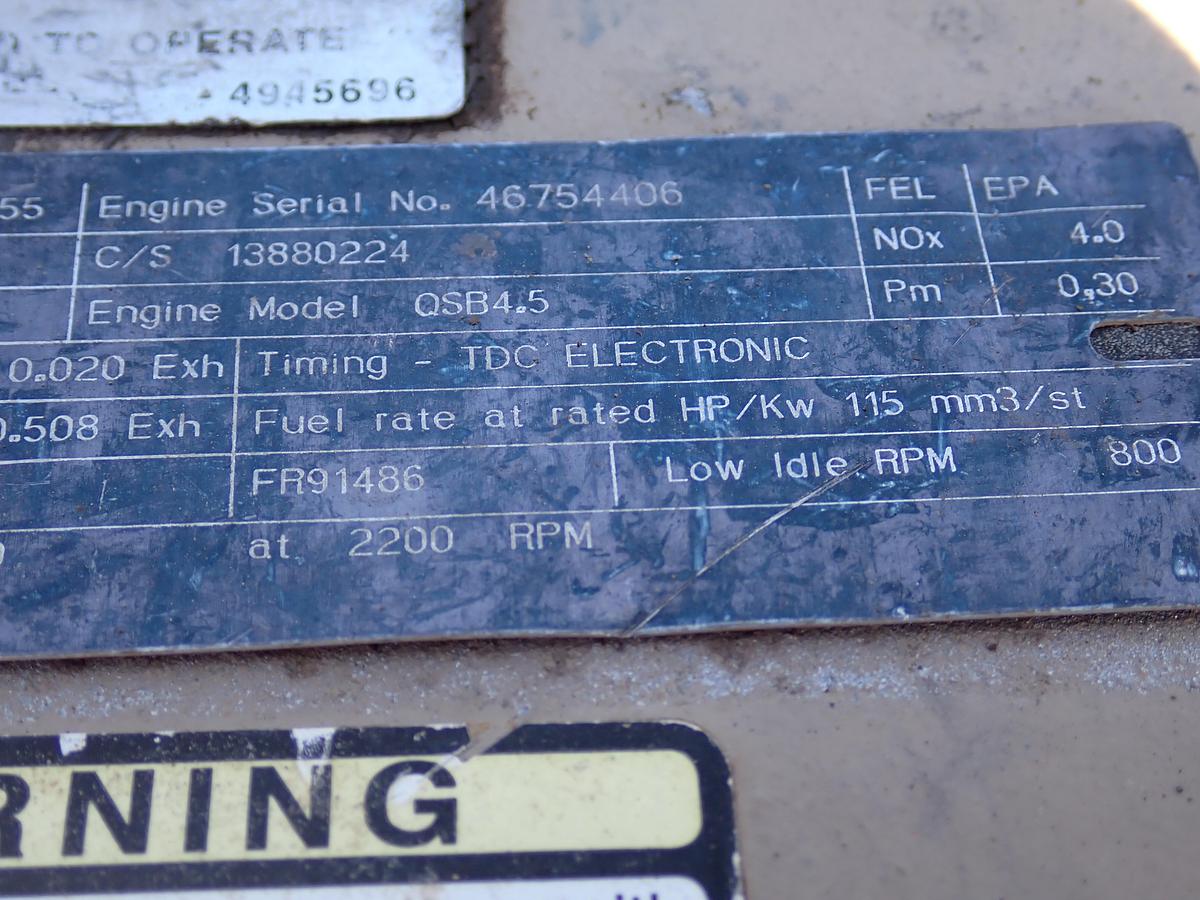 TO OPERATE
4945696
55 Engine Serial No. 46754406 FEL EPA
C/S 13880224 NOx 4.0
Engine Model QSB4.5 Pm 0.30
0.020 Exh Timing - TDC ELECTRONIC
0.508 Exh Fuel rate at rated HP/Kw 115 mm3/st
FR91486 Low Idle RPM 800
at 2200 RPM
RNING